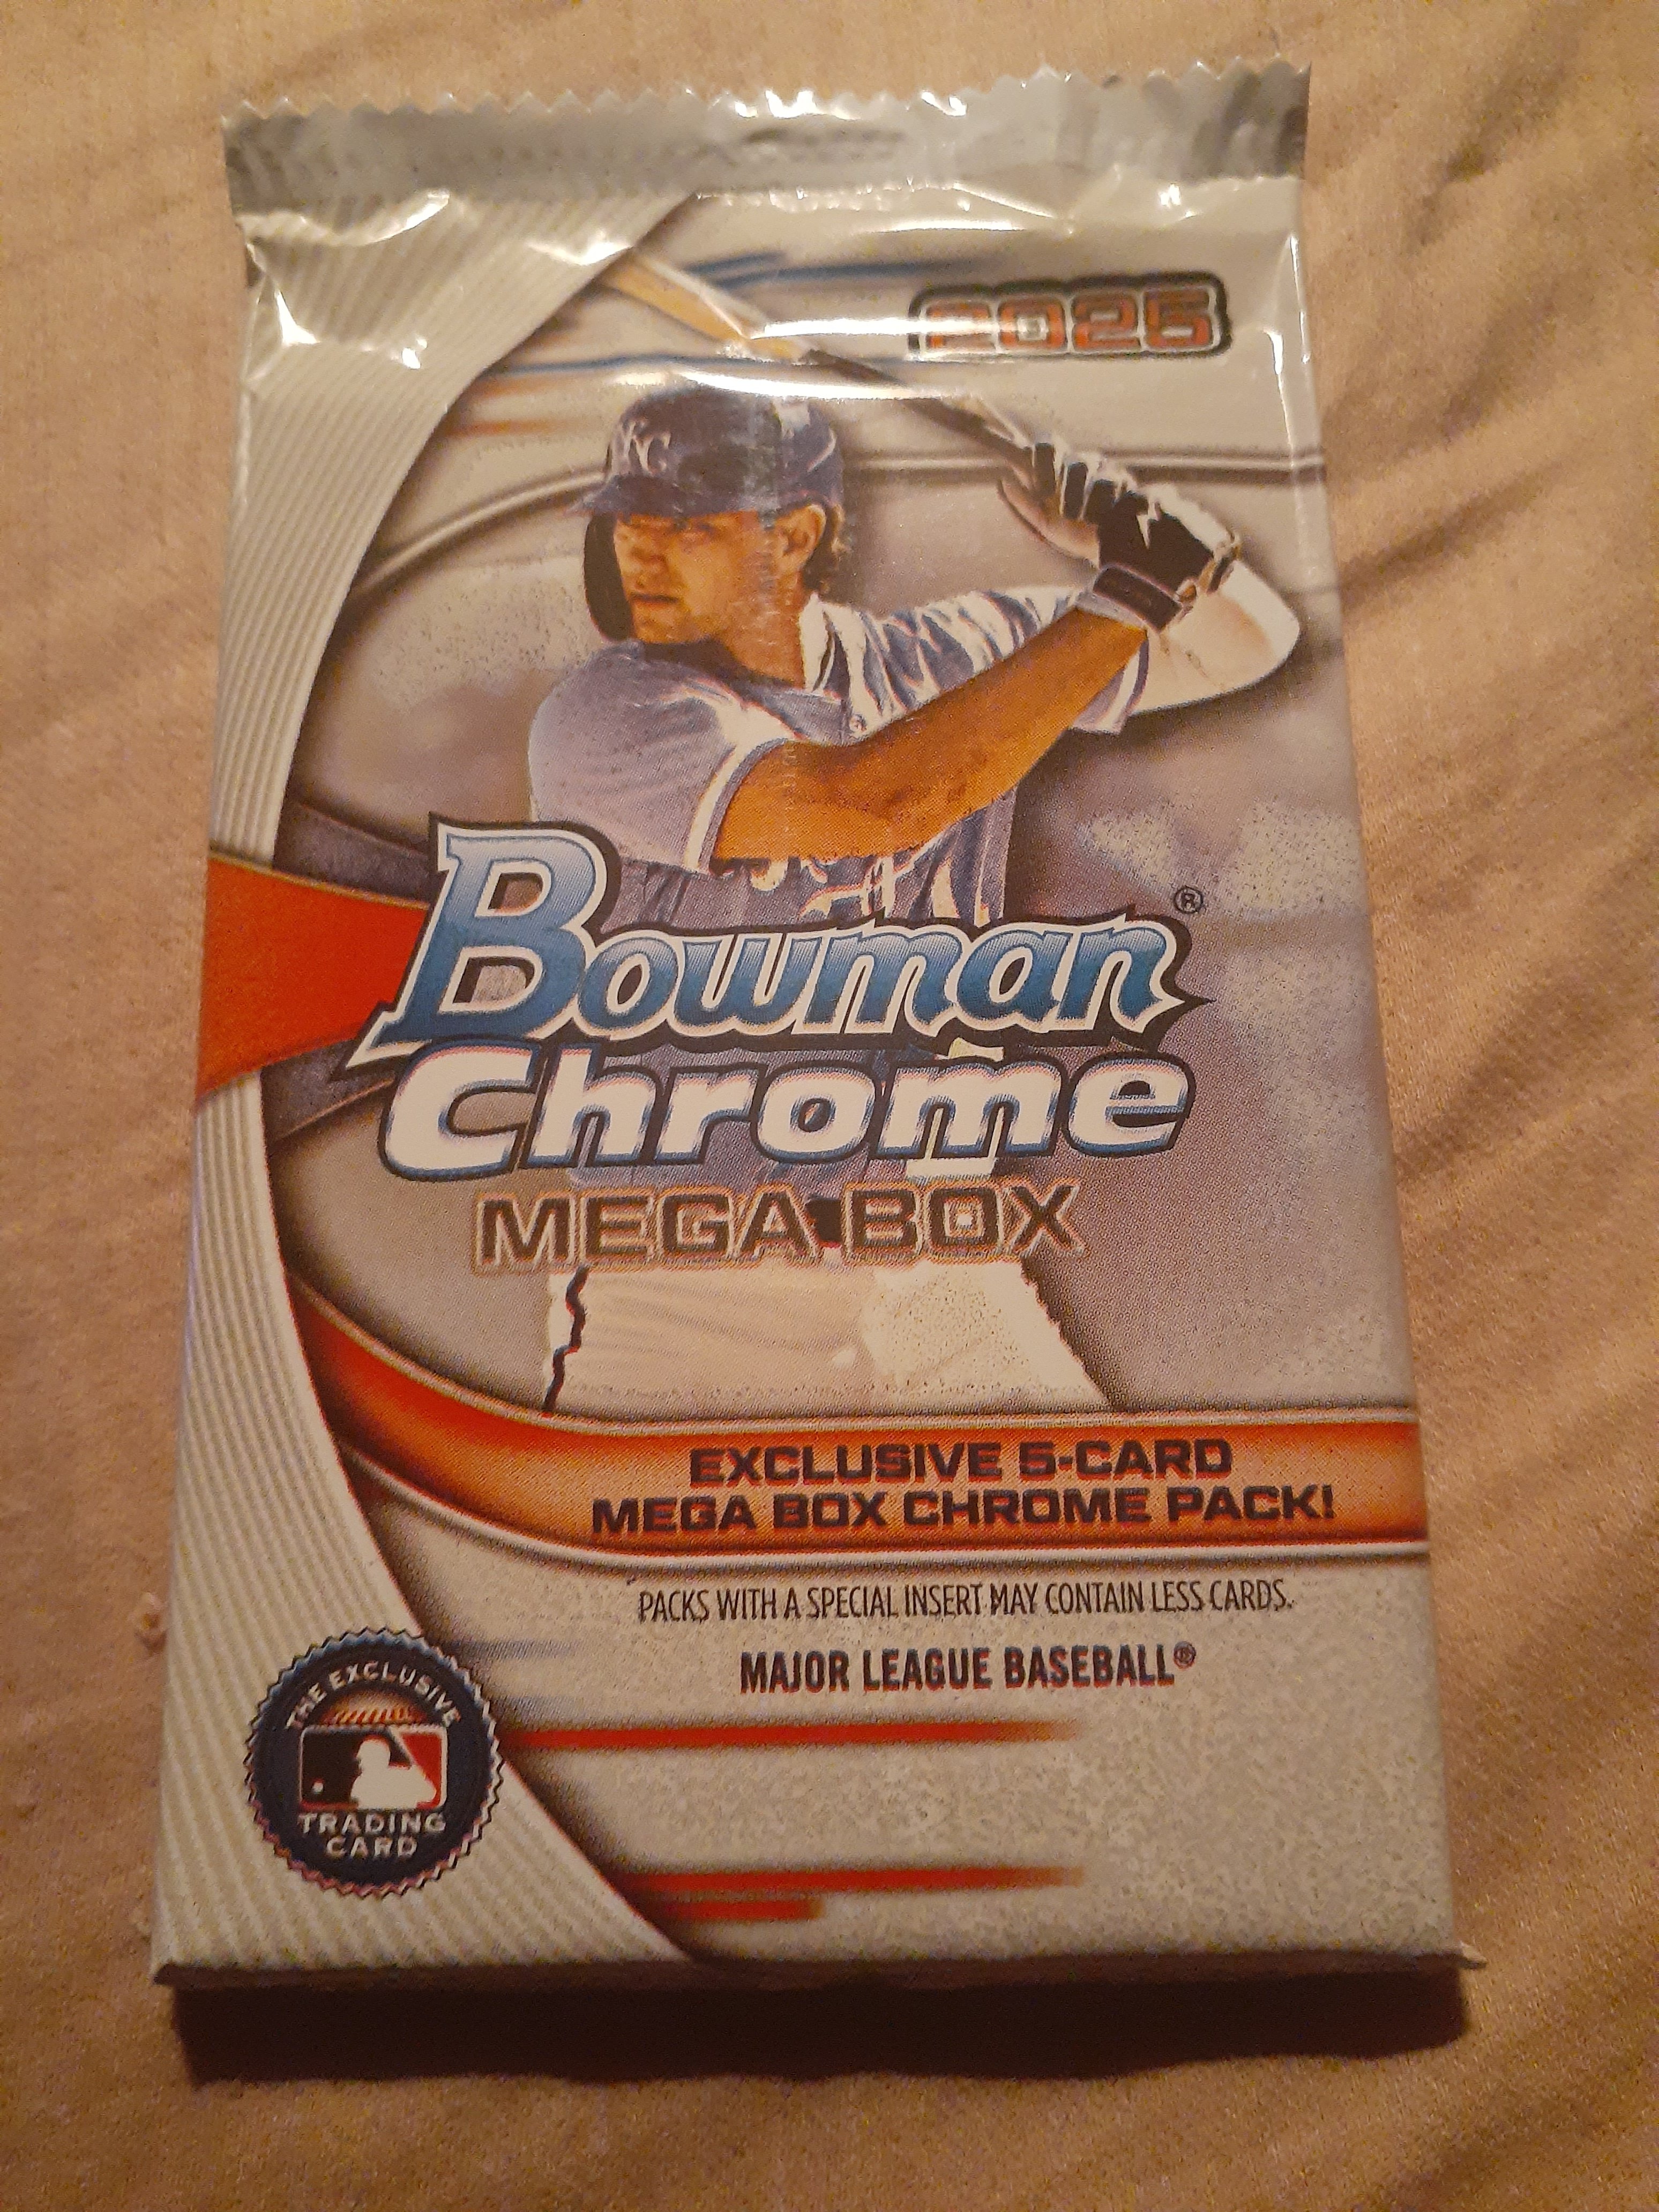 2025
KC
Bowman®
Chrome
MEGA BOX
EXCLUSIVE 5-CARD
MEGA BOX CHROME PACK!
PACKS WITH A SPECIAL INSERT MAY CONTAIN LESS CARDS.
MAJOR LEAGUE BASEBALL®
THE EXCLUSIVE
TRADING
CARD